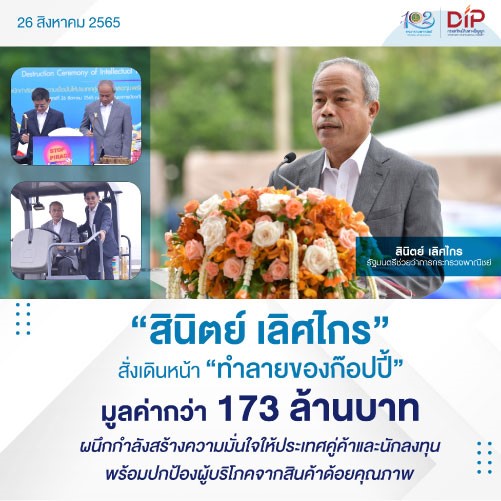 26 สิงหาคม 2565
DIP
Destruction Ceremony of Intellectual
STOP
PIRACY
สินิตย์ เลิศไกร
รัฐมนตรีช่วยว่าการกระทรวงพาณิชย์
“สินิตย์ เลิศไกร”
สั่งเดินหน้า “ทำลายของก๊อปปี้”
มูลค่ากว่า 173 ล้านบาท
ผนึกกำลังสร้างความมั่นใจให้ประเทศคู่ค้าและนักลงทุน
พร้อมปกป้องผู้บริโภคจากสินค้าด้อยคุณภาพ